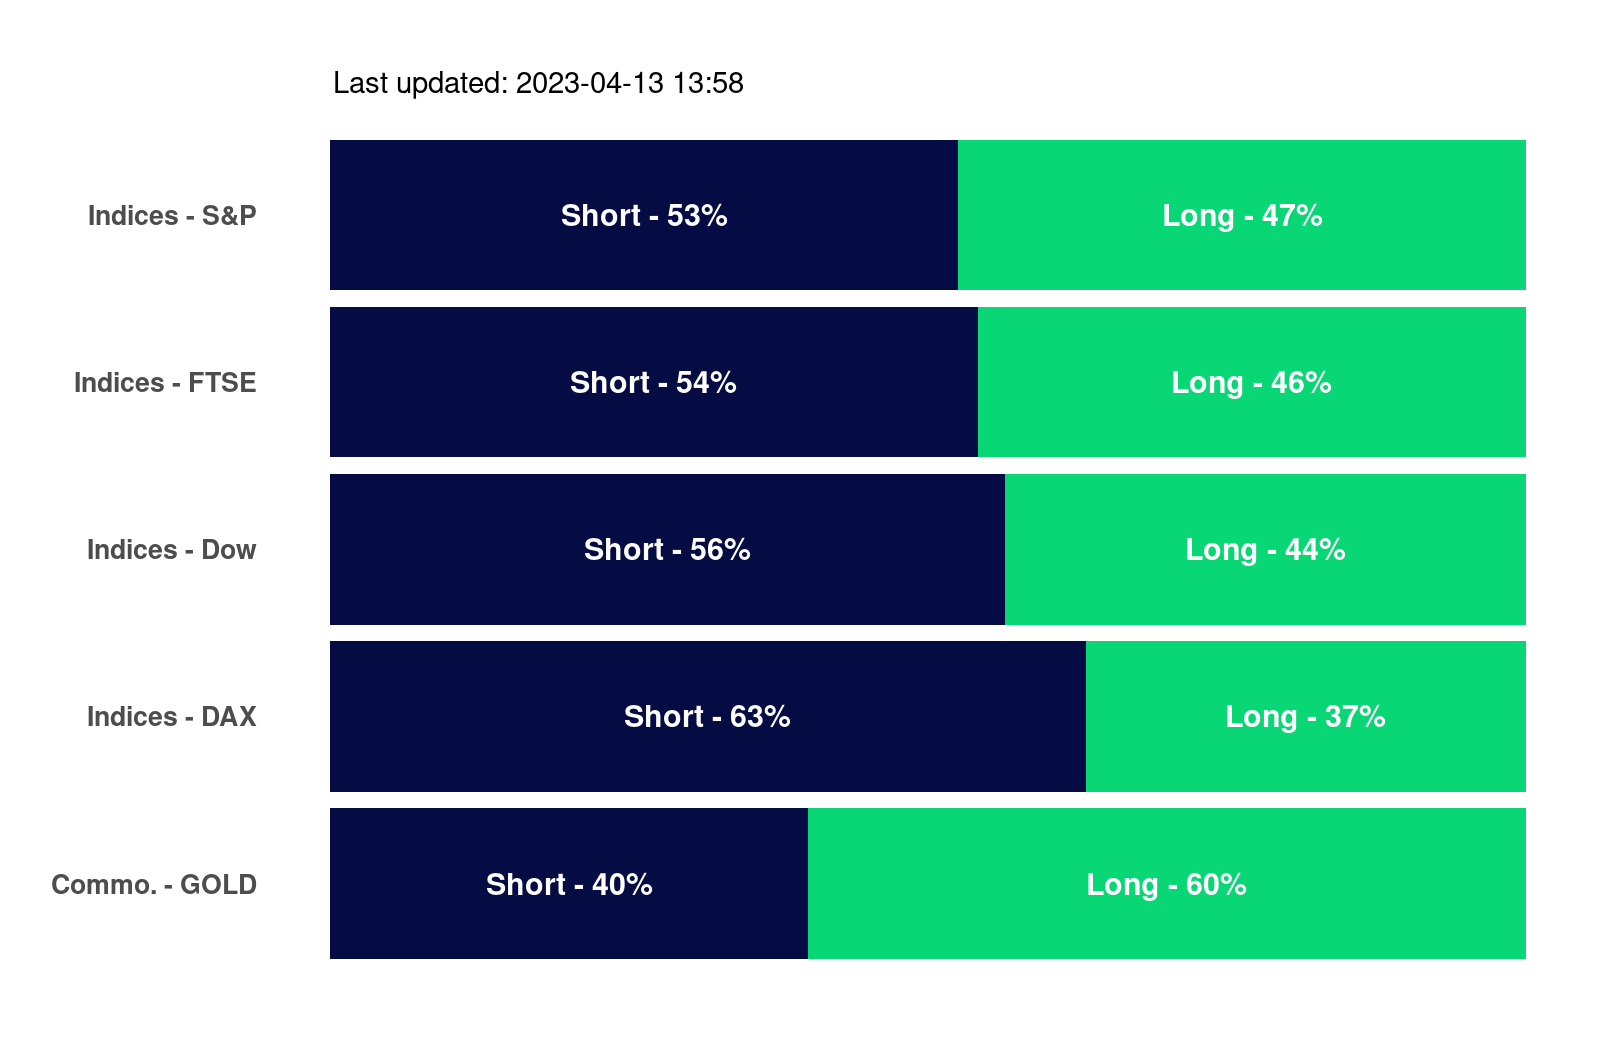 Last updated: 2023-04-13 13:58
Indices - S&P Short - 53% Long - 47%
Indices - FTSE Short - 54% Long - 46%
Indices - Dow Short - 56% Long - 44%
Indices - DAX Short - 63% Long - 37%
Commo. - GOLD Short - 40% Long - 60%